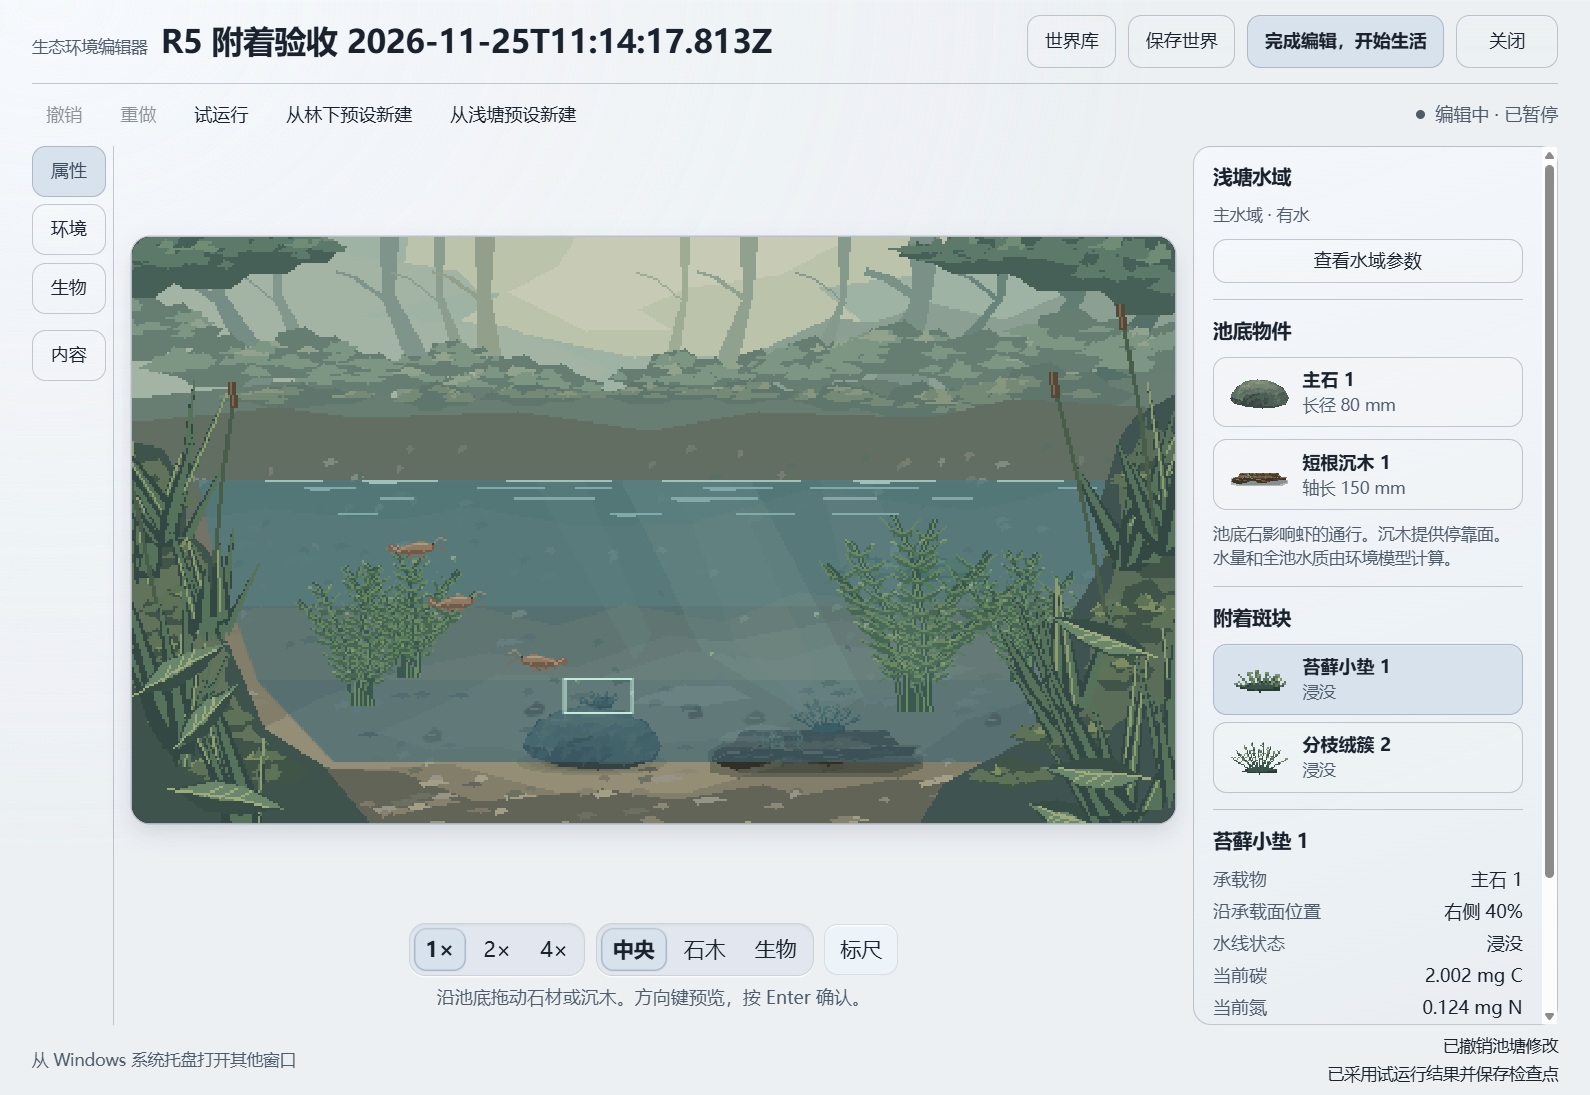 生态环境编辑器 R5 附着验收 2026-11-25T11:14:17.813Z
世界库 保存世界 完成编辑，开始生活 关闭
撤销 重做 试运行 从林下预设新建 从浅塘预设新建 编辑中 · 已暂停
属性
环境
生物
内容
浅塘水域
主水域 · 有水
查看水域参数
池底物件
主石 1
长径 80 mm
短根沉木 1
轴长 150 mm
池底石影响虾的通行。沉木提供停靠面。
水量和全池水质由环境模型计算。
附着斑块
苔藓小垫 1
浸没
分枝绒簇 2
浸没
苔藓小垫 1
承载物 主石 1
沿承载面位置 右侧 40%
水线状态 浸没
当前碳 2.002 mg C
当前氮 0.124 mg N
1× 2× 4× 中央 石木 生物 标尺
沿池底拖动石材或沉木。方向键预览，按 Enter 确认。
从 Windows 系统托盘打开其他窗口
已撤销池塘修改
已采用试运行结果并保存检查点